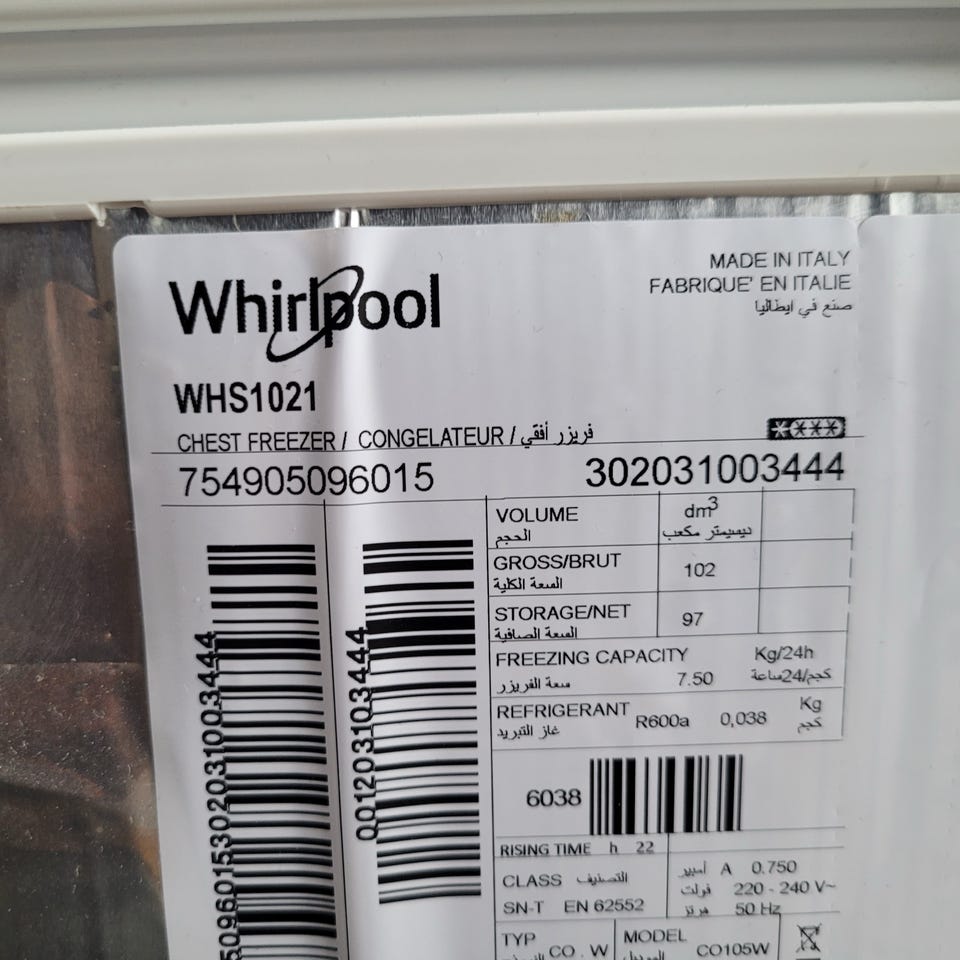 Whirlpool
MADE IN ITALY
FABRIQUE' EN ITALIE
صنع في ايطاليا
WHS1021
CHEST FREEZER / CONGELATEUR / فريزر أفقي
754905096015 302031003444
VOLUME dm³
الحجم ديسيمتر مكعب
GROSS/BRUT 102
السعة الكلية
STORAGE/NET 97
السعة الصافية
FREEZING CAPACITY Kg/24h
سعة الفريزر 7.50 كجم/24ساعة
REFRIGERANT R600a 0,038 Kg
غاز التبريد كجم
5096015302031003444
001203103444
6038
RISING TIME h 22
CLASS التصنيف
SN-T EN 62552
أمبير A 0.750
فولت 220 - 240 V~
هرتز 50 Hz
TYP CO . W
MODEL CO105W